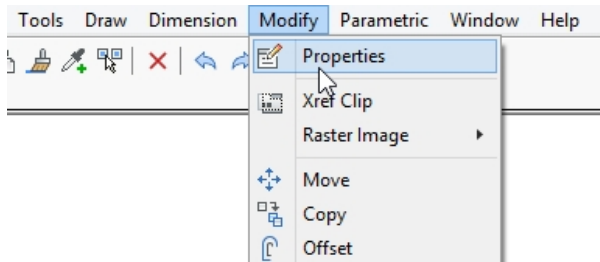 Tools Draw Dimension Modify Parametric Window Help
Properties
Xref Clip
Raster Image
Move
Copy
Offset